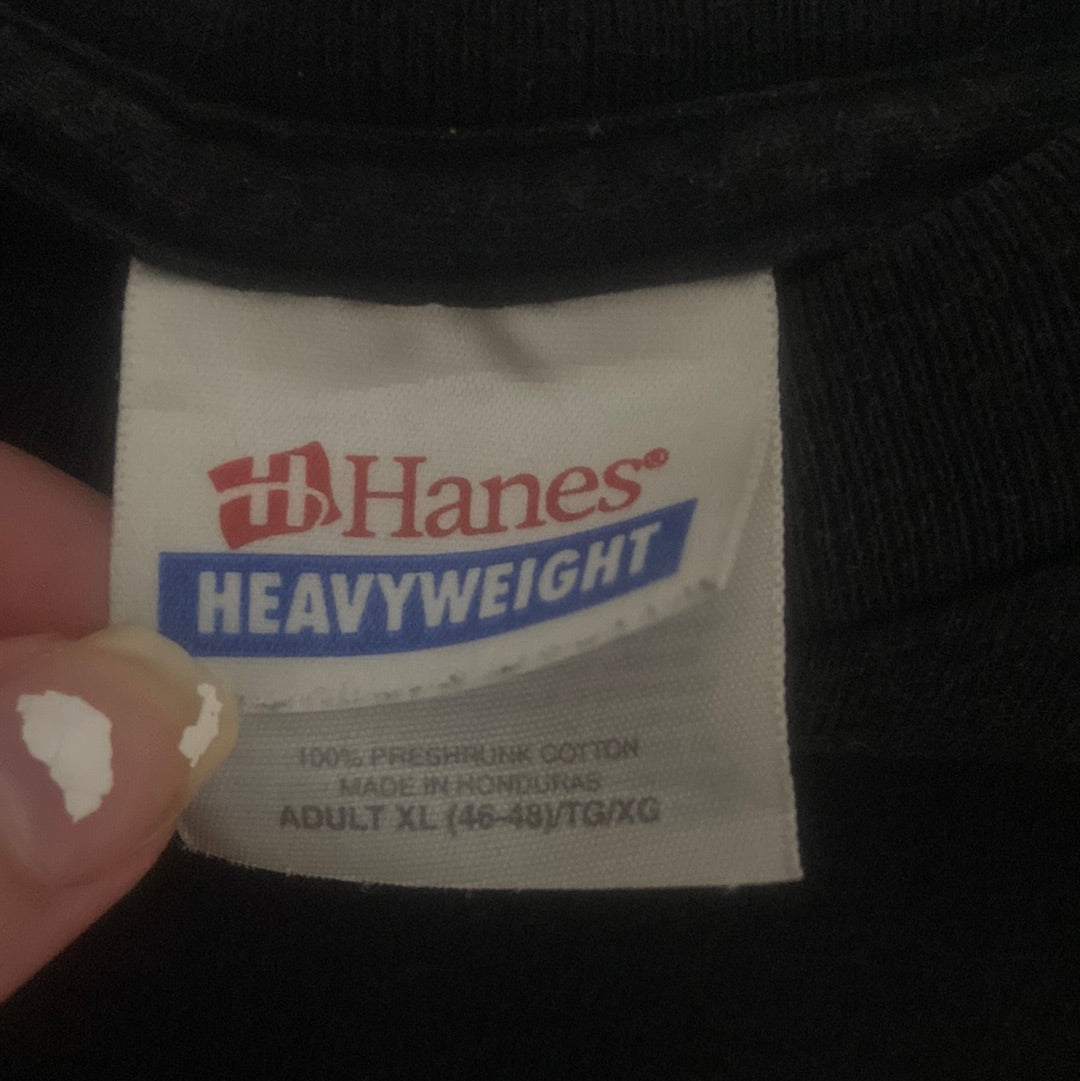 H Hanes®
HEAVYWEIGHT
100% PRESHRUNK COTTON
MADE IN HONDURAS
ADULT XL (46-48)/TG/XG